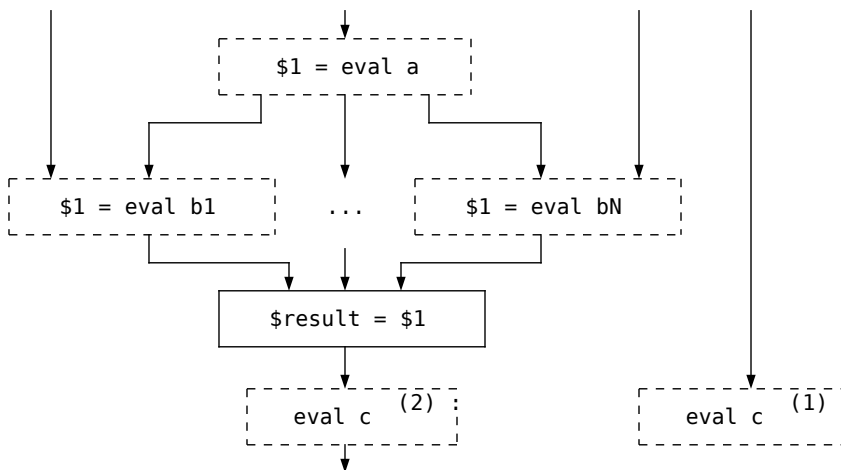 $1 = eval a
$1 = eval b1 ... $1 = eval bN
$result = $1
eval c (2) : eval c (1)